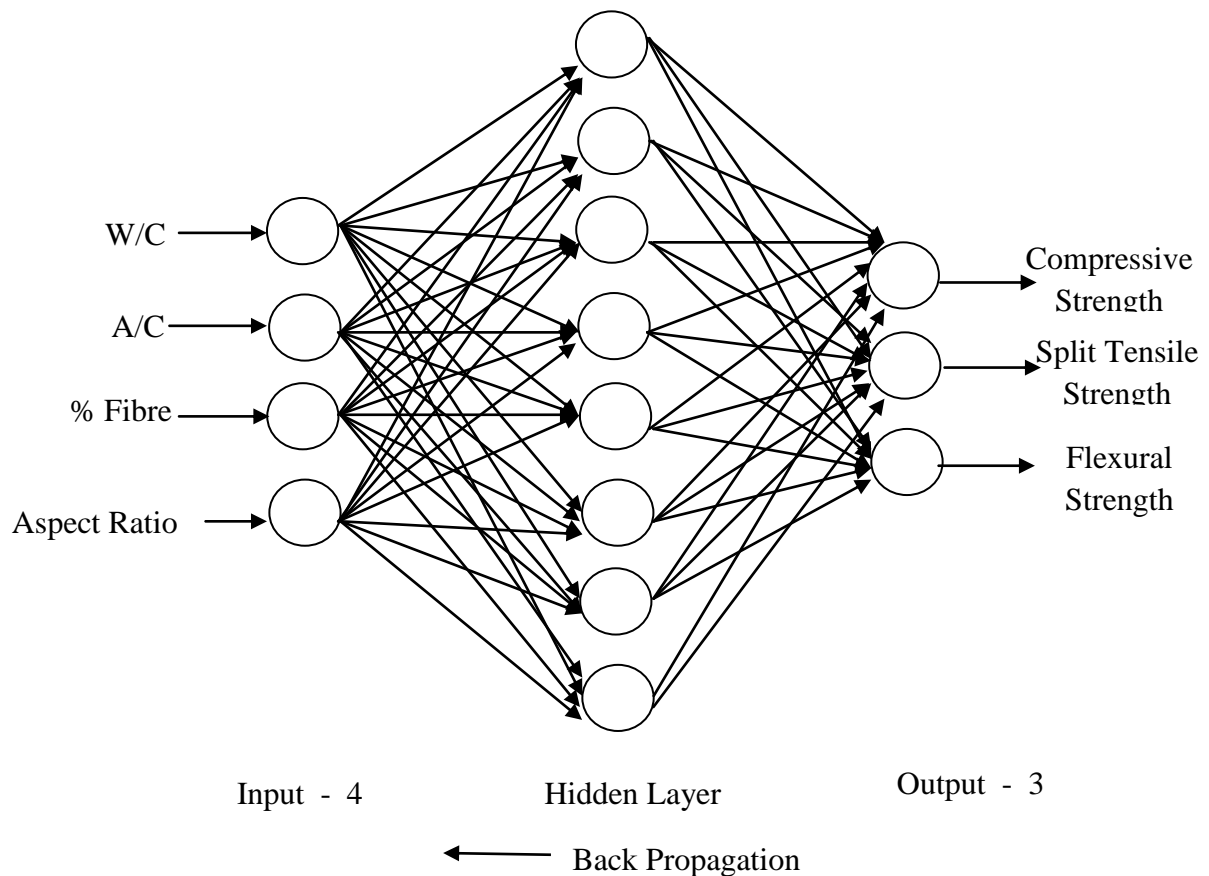 W/C
A/C
% Fibre
Aspect Ratio
Compressive
Strength
Split Tensile
Strength
Flexural
Strength
Input - 4
Hidden Layer
Output - 3
Back Propagation